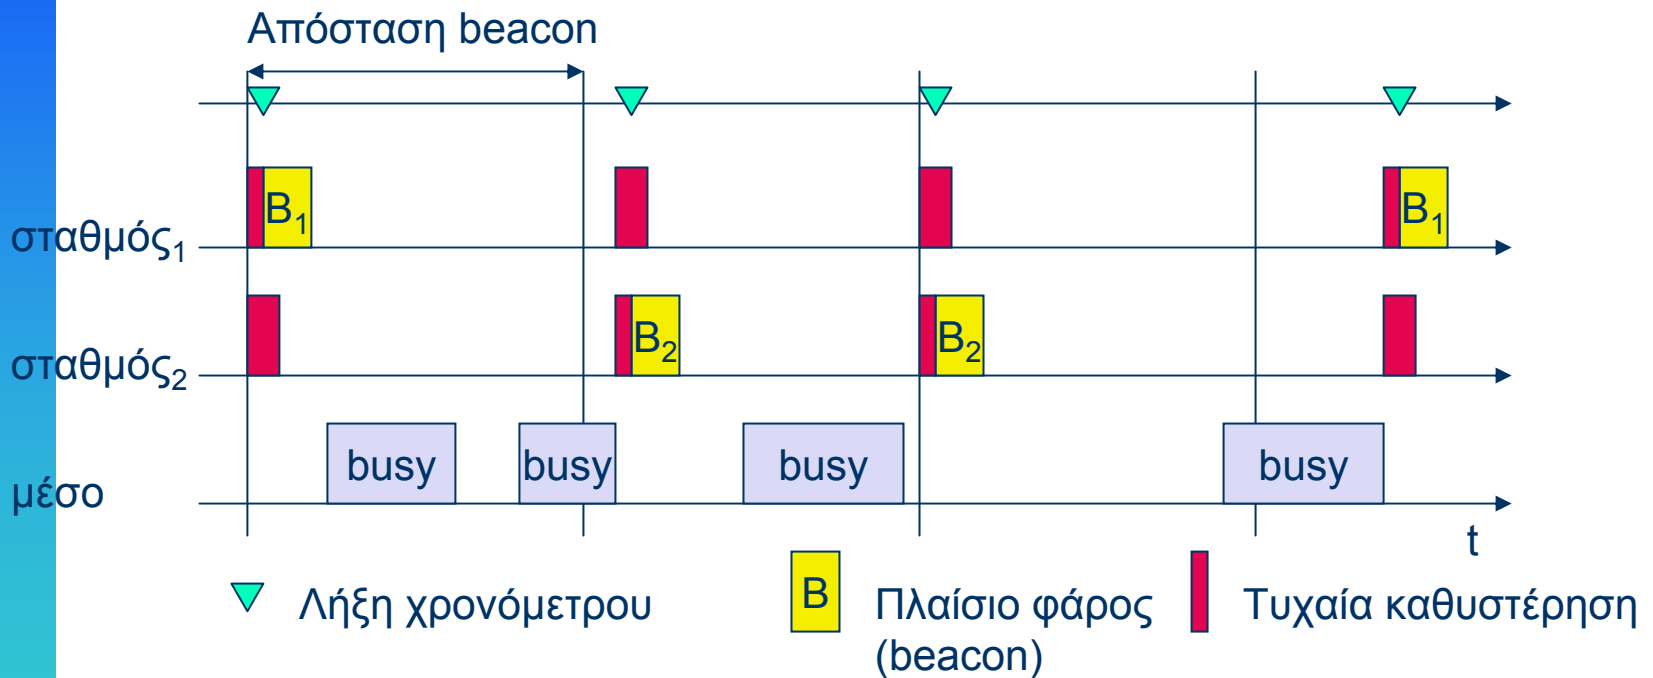 Απόσταση beacon
B₁
B₁
σταθμός₁
B₂
B₂
σταθμός₂
busy
busy
busy
busy
μέσο
t
Λήξη χρονόμετρου
B
Πλαίσιο φάρος
(beacon)
Τυχαία καθυστέρηση